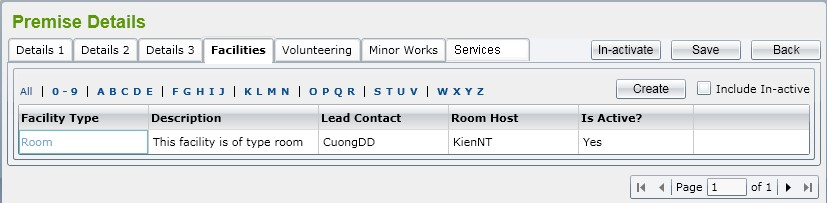 Premise Details
Details 1 Details 2 Details 3 Facilities Volunteering Minor Works Services In-activate Save Back
All | 0 - 9 | A B C D E | F G H I J | K L M N | O P Q R | S T U V | W X Y Z Create Include In-active
Facility Type Description Lead Contact Room Host Is Active?
Room This facility is of type room CuongDD KienNT Yes
Page 1 of 1